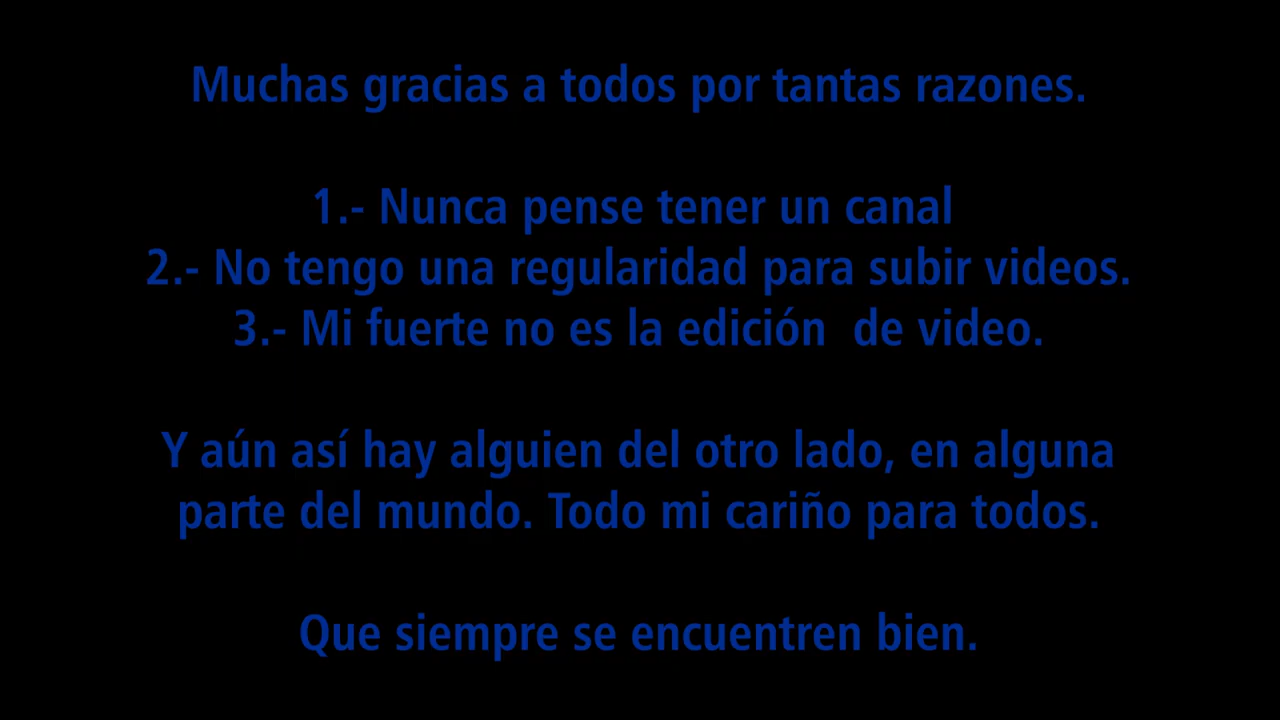 Muchas gracias a todos por tantas razones.
1.- Nunca pense tener un canal
2.- No tengo una regularidad para subir videos.
3.- Mi fuerte no es la edición  de video.
Y aún así hay alguien del otro lado, en alguna
parte del mundo. Todo mi cariño para todos.
Que siempre se encuentren bien.